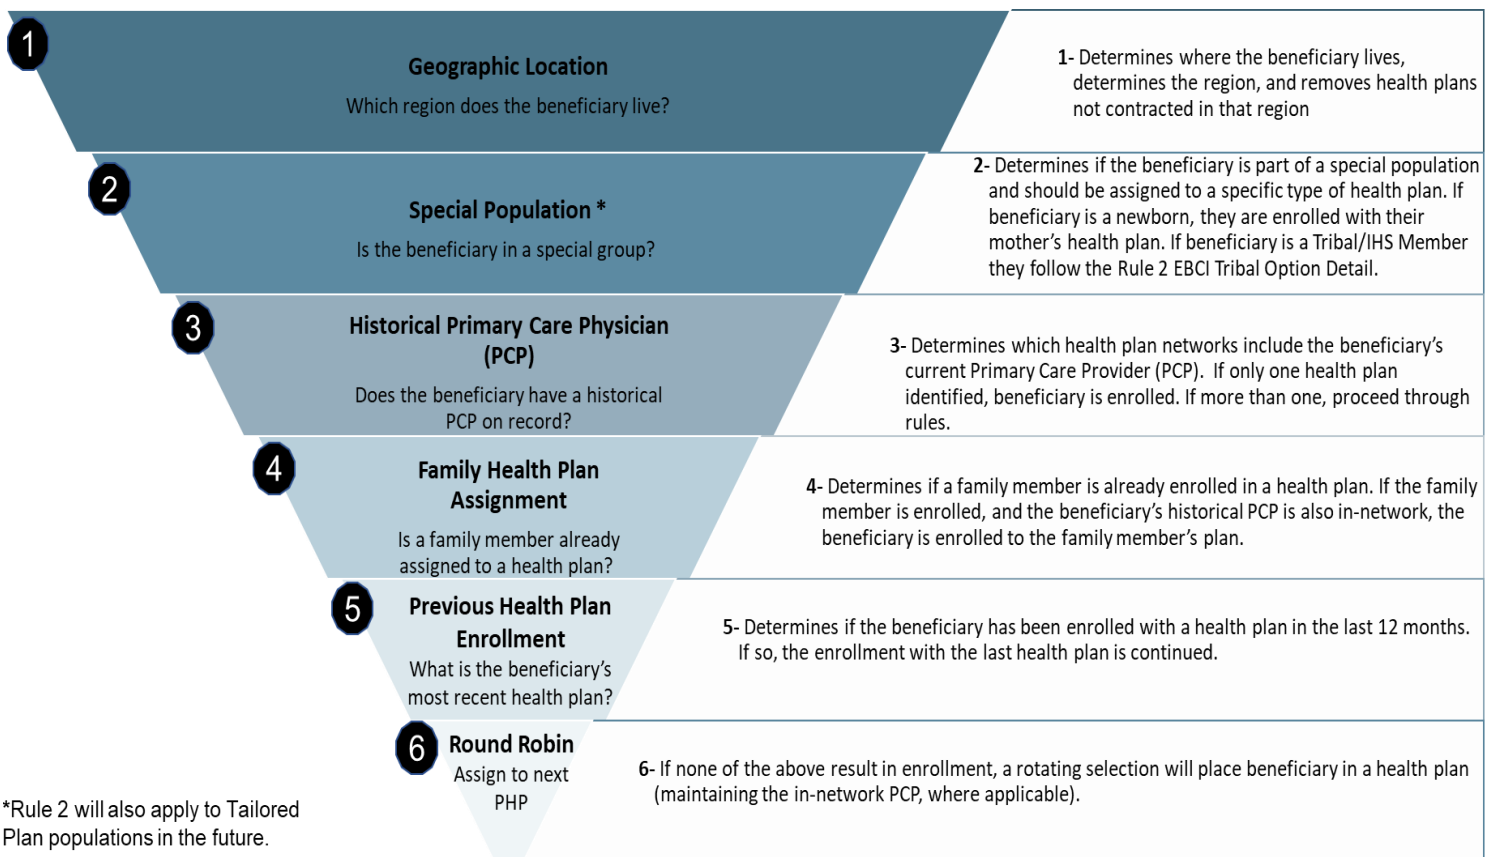 1
Geographic Location
Which region does the beneficiary live?
1- Determines where the beneficiary lives,
determines the region, and removes health plans
not contracted in that region
2
Special Population *
Is the beneficiary in a special group?
2- Determines if the beneficiary is part of a special population
and should be assigned to a specific type of health plan. If
beneficiary is a newborn, they are enrolled with their
mother's health plan. If beneficiary is a Tribal/IHS Member
they follow the Rule 2 EBCI Tribal Option Detail.
3
Historical Primary Care Physician
(PCP)
Does the beneficiary have a historical
PCP on record?
3- Determines which health plan networks include the beneficiary's
current Primary Care Provider (PCP). If only one health plan
identified, beneficiary is enrolled. If more than one, proceed through
rules.
4
Family Health Plan
Assignment
Is a family member already
assigned to a health plan?
4- Determines if a family member is already enrolled in a health plan. If the family
member is enrolled, and the beneficiary's historical PCP is also in-network, the
beneficiary is enrolled to the family member's plan.
5
Previous Health Plan
Enrollment
What is the beneficiary's
most recent health plan?
5- Determines if the beneficiary has been enrolled with a health plan in the last 12 months.
If so, the enrollment with the last health plan is continued.
6
Round Robin
Assign to next
PHP
6- If none of the above result in enrollment, a rotating selection will place beneficiary in a health plan
(maintaining the in-network PCP, where applicable).
*Rule 2 will also apply to Tailored
Plan populations in the future.